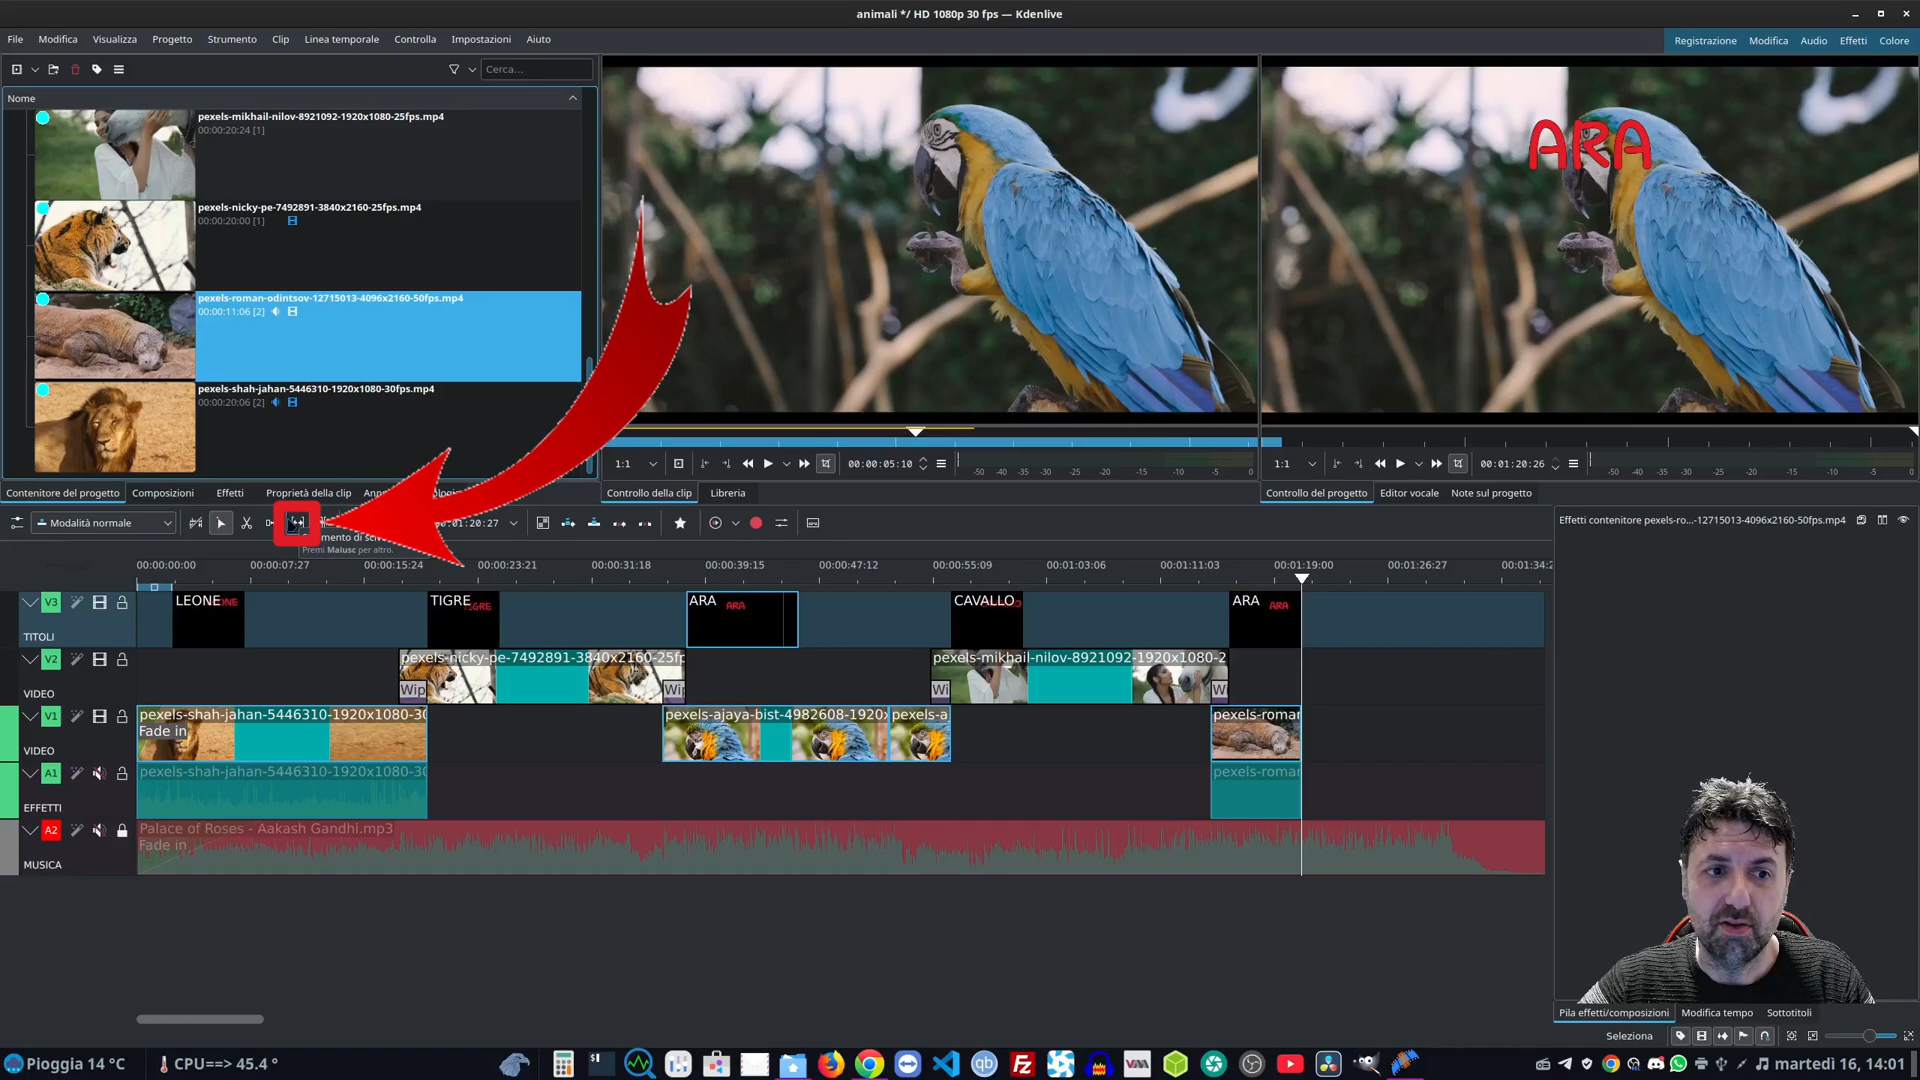 animali */ HD 1080p 30 fps — Kdenlive
File Modifica Visualizza Progetto Strumento Clip Linea temporale Controlla Impostazioni Aiuto
Registrazione Modifica Audio Effetti Colore
Cerca...
Nome
pexels-mikhail-nilov-8921092-1920x1080-25fps.mp4
00:00:20:24 [1]
pexels-nicky-pe-7492891-3840x2160-25fps.mp4
00:00:20:00 [1]
pexels-roman-odintsov-12715013-4096x2160-50fps.mp4
00:00:11:06 [2]
pexels-shah-jahan-5446310-1920x1080-30fps.mp4
00:00:20:06 [2]
ARA
1:1 00:00:05:10 -50 -40 -30 -20 -10 -5 0
1:1 00:01:20:26 -50 -40 -30 -20 -10 -5 0
Contenitore del progetto Composizioni Effetti Proprietà della clip
Controllo della clip Libreria
Controllo del progetto Editor vocale Note sul progetto
Modalità normale
:01:20:27
Premi Maiusc per altro.
Effetti contenitore pexels-ro...-12715013-4096x2160-50fps.mp4
00:00:00:00 00:00:07:27 00:00:15:24 00:00:23:21 00:00:31:18 00:00:39:15 00:00:47:12 00:00:55:09 00:01:03:06 00:01:11:03 00:01:19:00 00:01:26:27 00:01:34:2
V3
TITOLI
LEONE
TIGRE TIGRE
ARA ARA
CAVALLO
ARA ARA
V2
VIDEO
pexels-nicky-pe-7492891-3840x2160-25fp
Wip
Wip
pexels-mikhail-nilov-8921092-1920x1080-2
Wi
Wi
V1
VIDEO
pexels-shah-jahan-5446310-1920x1080-30
Fade in
pexels-ajaya-bist-4982608-1920x
pexels-a
pexels-roman
A1
EFFETTI
pexels-shah-jahan-5446310-1920x1080-30
pexels-roman
A2
MUSICA
Palace of Roses - Aakash Gandhi.mp3
Fade in
Pila effetti/composizioni Modifica tempo Sottotitoli
Seleziona
Pioggia 14 °C CPU==> 45.4 °
martedì 16, 14:01